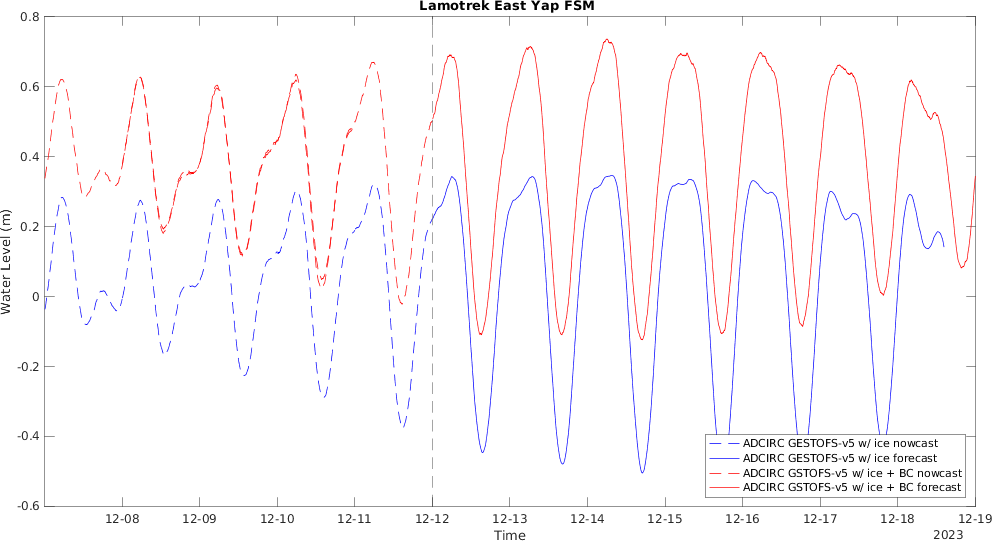 Lamotrek East Yap FSM
0.8
0.6
0.4
0.2
0
-0.2
-0.4
-0.6
Water Level (m)
ADCIRC GESTOFS-v5 w/ ice nowcast
ADCIRC GESTOFS-v5 w/ ice forecast
ADCIRC GSTOFS-v5 w/ ice + BC nowcast
ADCIRC GSTOFS-v5 w/ ice + BC forecast
12-08 12-09 12-10 12-11 12-12 12-13 12-14 12-15 12-16 12-17 12-18 12-19
Time
2023